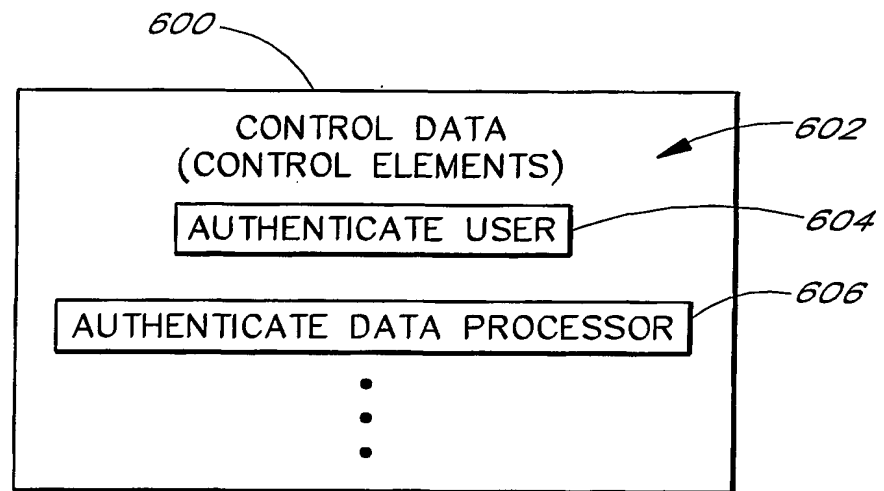 600
CONTROL DATA
(CONTROL ELEMENTS)
602
AUTHENTICATE USER
604
606
AUTHENTICATE DATA PROCESSOR